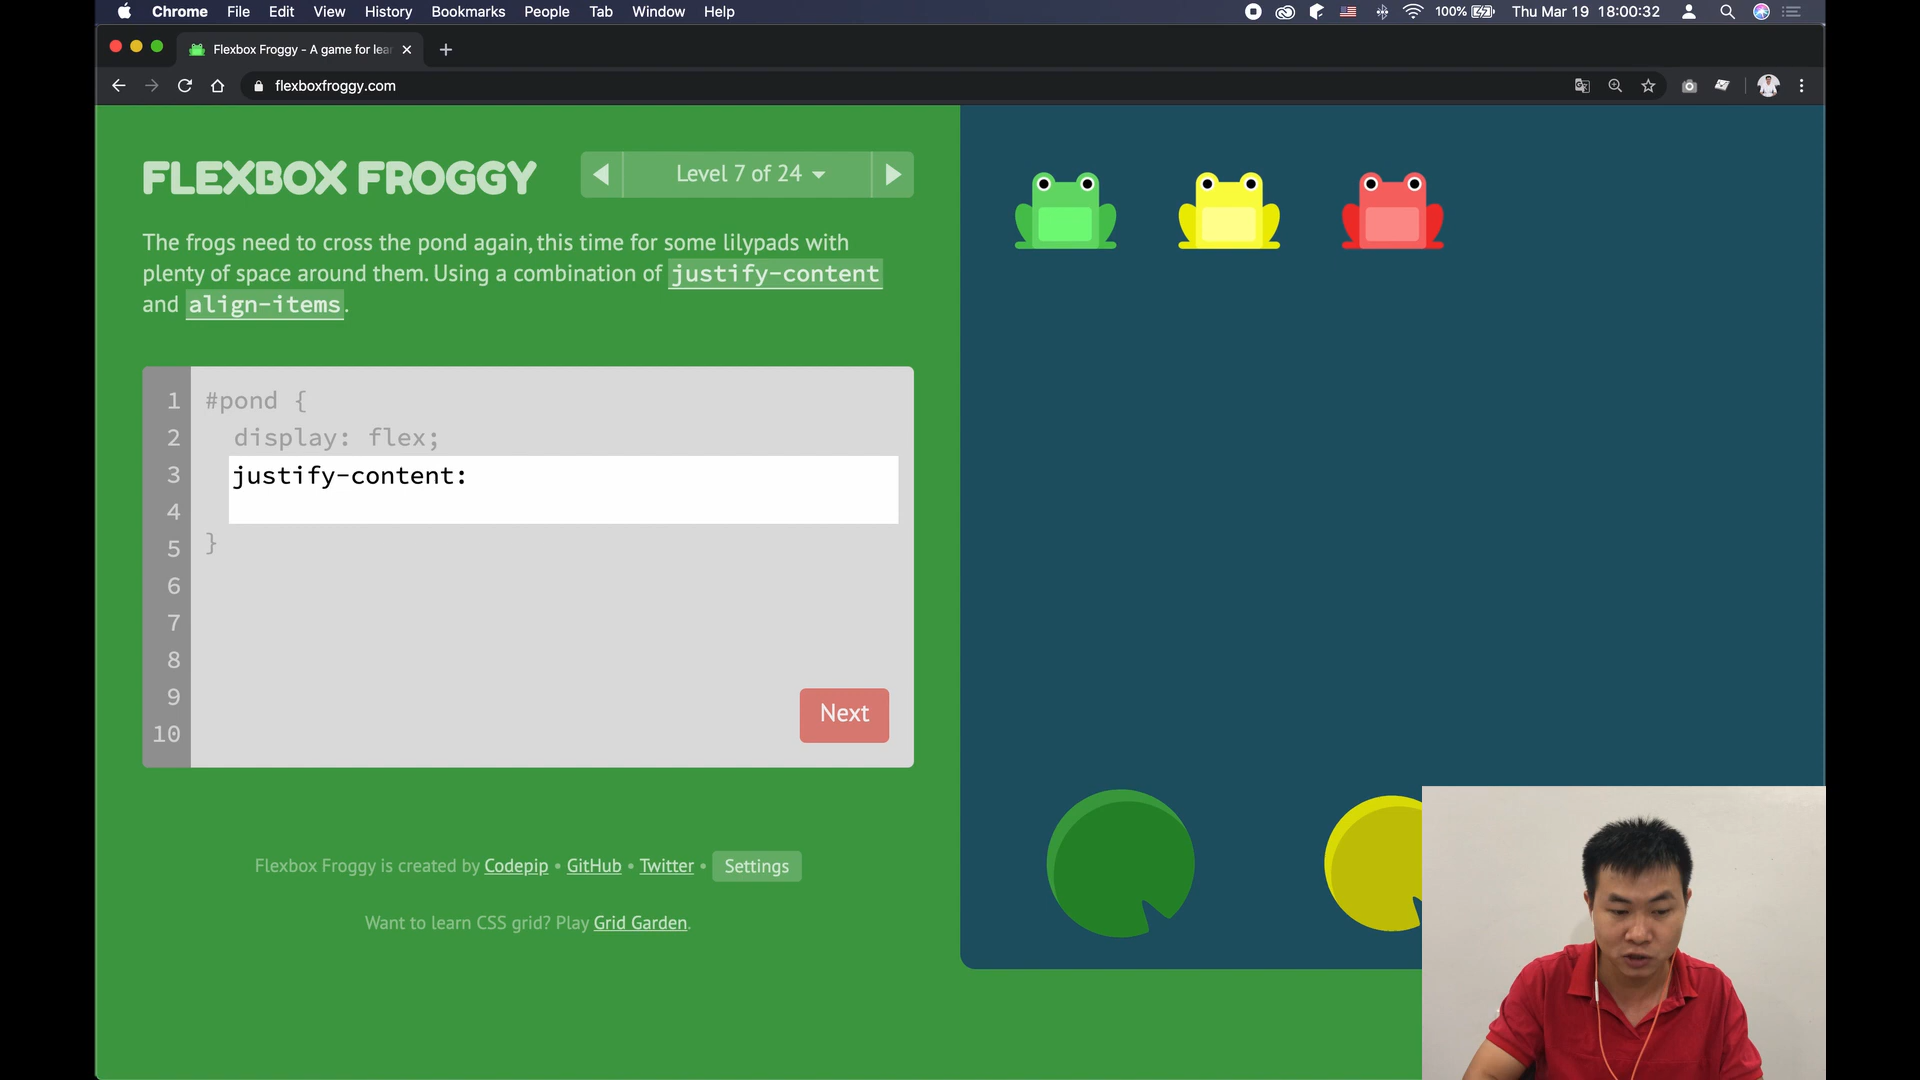 Chrome File Edit View History Bookmarks People Tab Window Help 100% Thu Mar 19 18:00:32
Flexbox Froggy - A game for lea
flexboxfroggy.com
FLEXBOX FROGGY
Level 7 of 24
The frogs need to cross the pond again, this time for some lilypads with
plenty of space around them. Using a combination of justify-content
and align-items.
1 #pond {
2 display: flex;
3 justify-content:
4
5 }
6
7
8
9
10
Next
Flexbox Froggy is created by Codepip • GitHub • Twitter • Settings
Want to learn CSS grid? Play Grid Garden.